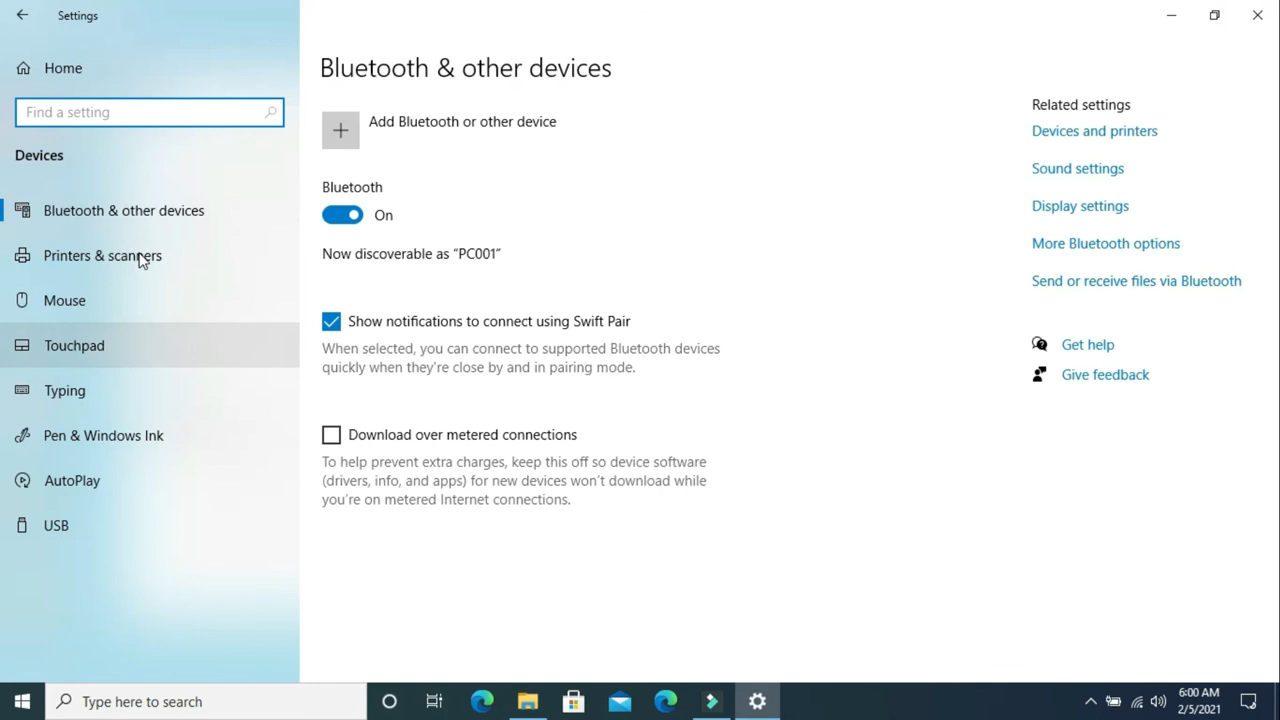 Settings
Home
Find a setting
Devices
Bluetooth & other devices
Printers & scanners
Mouse
Touchpad
Typing
Pen & Windows Ink
AutoPlay
USB
Bluetooth & other devices
Add Bluetooth or other device
Bluetooth
On
Now discoverable as “PC001”
Show notifications to connect using Swift Pair
When selected, you can connect to supported Bluetooth devices
quickly when they're close by and in pairing mode.
Download over metered connections
To help prevent extra charges, keep this off so device software
(drivers, info, and apps) for new devices won't download while
you're on metered Internet connections.
Related settings
Devices and printers
Sound settings
Display settings
More Bluetooth options
Send or receive files via Bluetooth
Get help
Give feedback
Type here to search
6:00 AM
2/5/2021